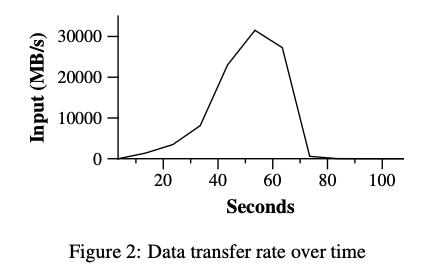 Input (MB/s)
30000
20000
10000
0
20 40 60 80 100
Seconds
Figure 2: Data transfer rate over time